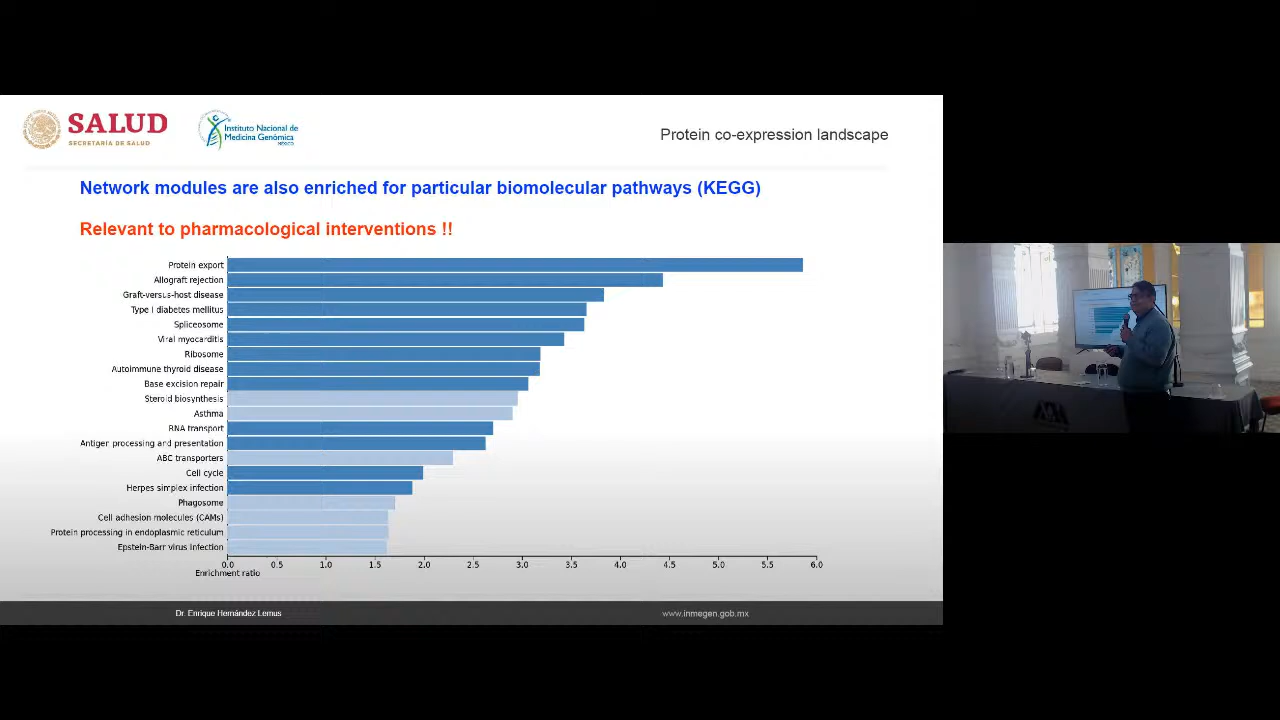 SALUD
SECRETARÍA DE SALUD
Instituto Nacional de
Medicina Genómica
MÉXICO
Protein co-expression landscape
Network modules are also enriched for particular biomolecular pathways (KEGG)
Relevant to pharmacological interventions !!
Protein export
Allograft rejection
Graft-versus-host disease
Type I diabetes mellitus
Spliceosome
Viral myocarditis
Ribosome
Autoimmune thyroid disease
Base excision repair
Steroid biosynthesis
Asthma
RNA transport
Antigen processing and presentation
ABC transporters
Cell cycle
Herpes simplex infection
Phagosome
Cell adhesion molecules (CAMs)
Protein processing in endoplasmic reticulum
Epstein-Barr virus infection
0.0 0.5 1.0 1.5 2.0 2.5 3.0 3.5 4.0 4.5 5.0 5.5 6.0
Enrichment ratio
Dr. Enrique Hernández Lemus www.inmegen.gob.mx